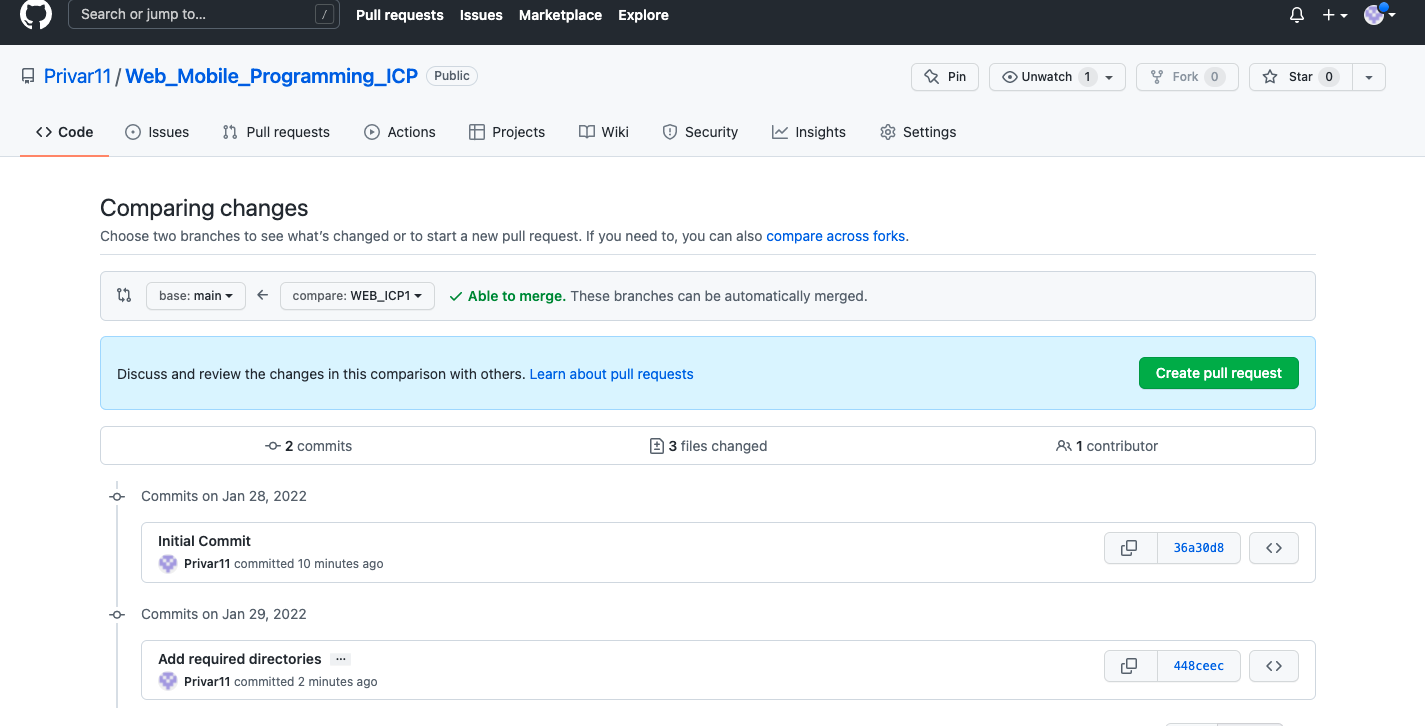 Search or jump to... / Pull requests Issues Marketplace Explore
Privar11 / Web_Mobile_Programming_ICP Public Pin Unwatch 1 Fork 0 Star 0
Code Issues Pull requests Actions Projects Wiki Security Insights Settings
Comparing changes
Choose two branches to see what's changed or to start a new pull request. If you need to, you can also compare across forks.
base: main compare: WEB_ICP1 Able to merge. These branches can be automatically merged.
Discuss and review the changes in this comparison with others. Learn about pull requests Create pull request
2 commits 3 files changed 1 contributor
Commits on Jan 28, 2022
Initial Commit
Privar11 committed 10 minutes ago 36a30d8
Commits on Jan 29, 2022
Add required directories ...
Privar11 committed 2 minutes ago 448ceec